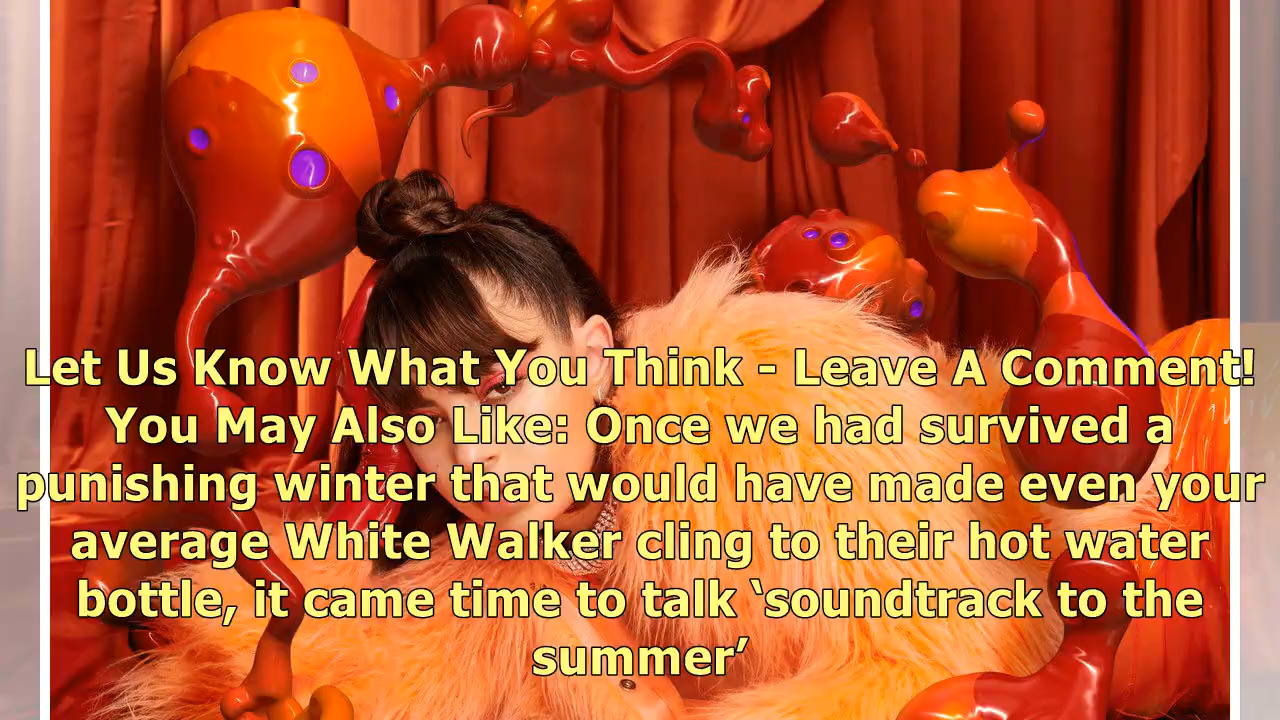 Let Us Know What You Think - Leave A Comment!
You May Also Like: Once we had survived a
punishing winter that would have made even your
average White Walker cling to their hot water
bottle, it came time to talk ‘soundtrack to the
summer’